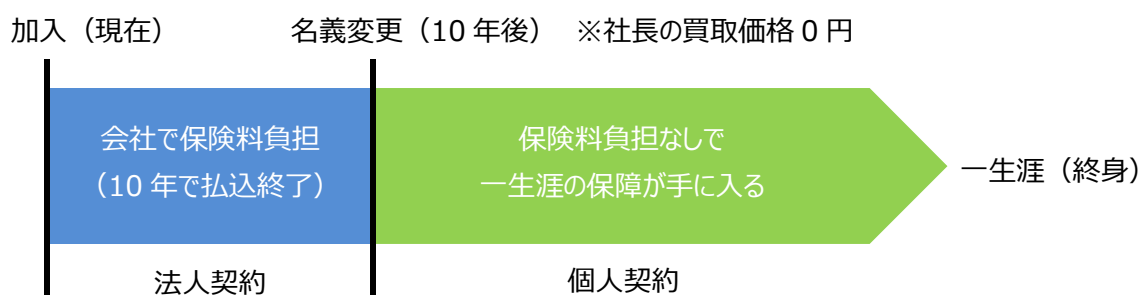 加入（現在）
名義変更（10 年後） ※社長の買取価格 0 円
会社で保険料負担
（10 年で払込終了）
保険料負担なしで
一生涯の保障が手に入る
一生涯（終身）
法人契約
個人契約